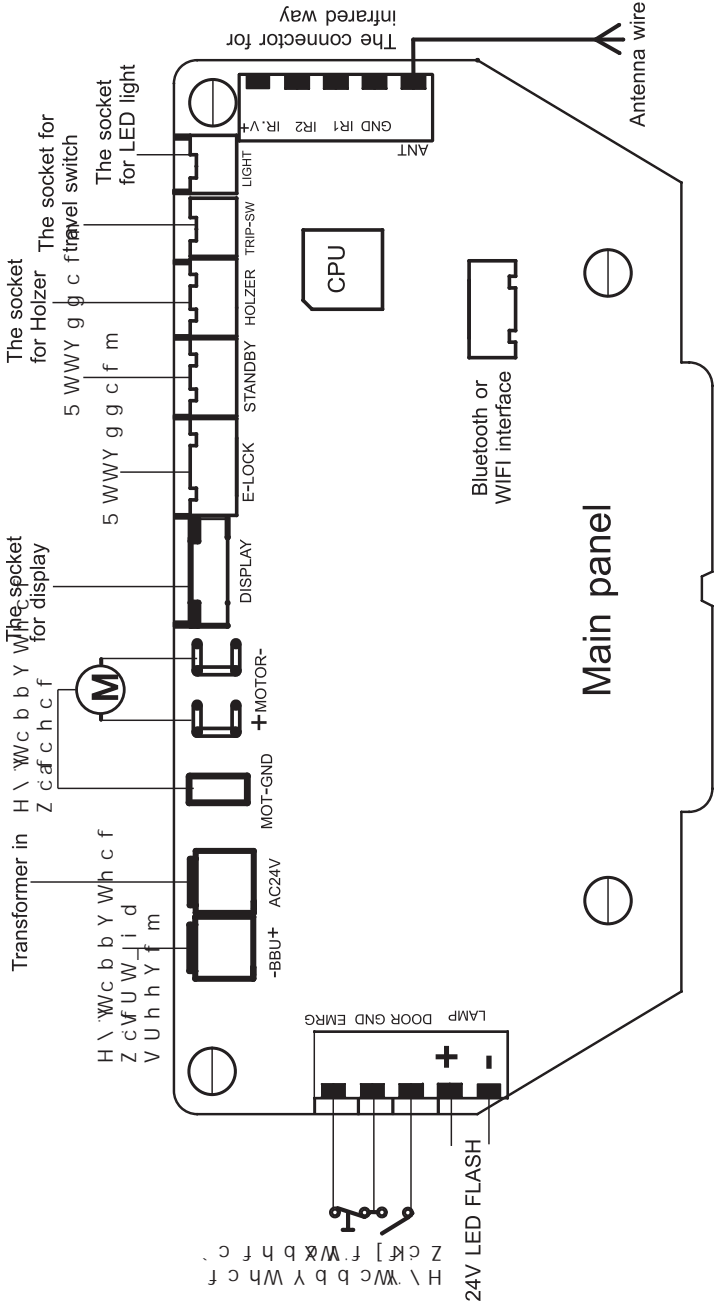 The connector for
infrared way
Antenna wire
The socket
for LED light
The socket for
travel switch
The socket
for Holzer
5 W W Y g g c f m
5 W W Y g g c f m
The socket
for display
M
Transformer in
V U h h Y f m
IR.V+ IR2 IR1 GND
ANT
LIGHT
TRIP-SW
HOLZER
STANDBY
E-LOCK
DISPLAY
+MOTOR-
MOT-GND
AC24V
-BBU+
CPU
Bluetooth or
WIFI interface
Main panel
EMRG GND DOOR LAMP
+ -
24V LED FLASH